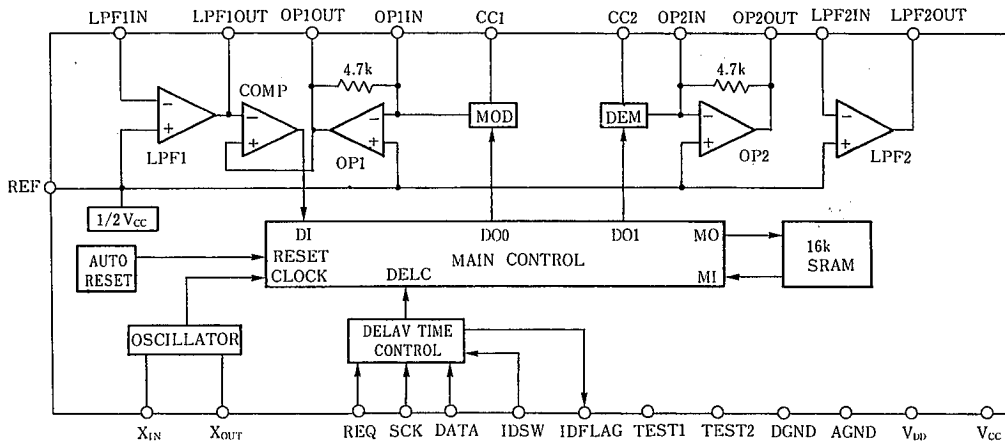 LPF1IN LPF1OUT OP1OUT OP1IN CC1 CC2 OP2IN OP2OUT LPF2IN LPF2OUT
4.7k 4.7k
COMP
MOD DEM
LPF1 OP1 OP2 LPF2
REF
1/2 VCC
DI DO0 DO1 MO
RESET
MAIN CONTROL
CLOCK
DELC MI
16k
SRAM
AUTO
RESET
OSCILLATOR
DELAV TIME
CONTROL
XIN XOUT REQ SCK DATA IDSW IDFLAG TEST1 TEST2 DGND AGND VDD VCC